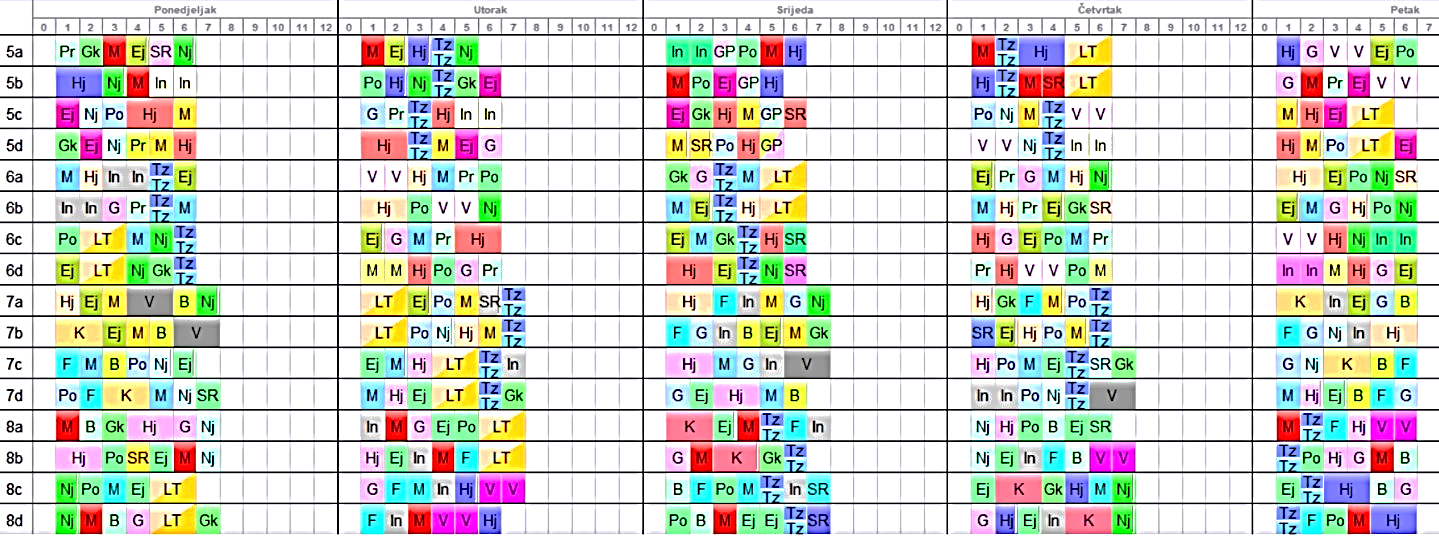 Ponedjeljak Utorak Srijeda Četvrtak Petak
0 1 2 3 4 5 6 7 8 9 10 11 12 0 1 2 3 4 5 6 7 8 9 10 11 12 0 1 2 3 4 5 6 7 8 9 10 11 12 0 1 2 3 4 5 6 7 8 9 10 11 12 0 1 2 3 4 5 6 7
5a Pr Gk M Ej SR Nj M Ej Hj Tz Tz Nj In In GP Po M Hj M Tz Tz Hj LT Hj G V V Ej Po
5b Hj Nj M In In Po Hj Nj Tz Tz Gk Ej M Po Ej GP Hj Hj Tz Tz M SR LT G M Pr Ej V V
5c Ej Nj Po Hj M G Pr Tz Tz Hj In In Ej Gk Hj M GP SR Po Nj M Tz Tz V V M Hj Ej LT
5d Gk Ej Nj Pr M Hj Hj Tz Tz M Ej G M SR Po Hj GP V V Nj Tz Tz In In Hj M Po LT Ej
6a M Hj In In Tz Tz Ej V V Hj M Pr Po Gk G Tz Tz M LT Ej Pr G M Hj Nj Hj Ej Po Nj SR
6b In In G Pr Tz Tz M Hj Po V V Nj M Ej Tz Tz Hj LT M Hj Pr Ej Gk SR Ej M G Hj Po Nj
6c Po LT M Nj Tz Tz Ej G M Pr Hj Ej M Gk Tz Tz Hj SR Hj G Ej Po M Pr V V Hj Nj In In
6d Ej LT Nj Gk Tz Tz M M Hj Po G Pr Hj Ej Tz Tz Nj SR Pr Hj V V Po M In In M Hj G Ej
7a Hj Ej M V B Nj LT Ej Po M SR Tz Tz Hj F In M G Nj Hj Gk F M Po Tz Tz K In Ej G B
7b K Ej M B V LT Po Nj Hj M Tz Tz F G In B Ej M Gk SR Ej Hj Po M Tz Tz F G Nj In Hj
7c F M B Po Nj Ej Ej M Hj LT Tz Tz In Hj M G In V Hj Po M Ej Tz Tz SR Gk G Nj K B F
7d Po F K M Nj SR M Hj Ej LT Tz Tz Gk G Ej Hj M B In In Po Nj Tz Tz V M Hj Ej B F G
8a M B Gk Hj G Nj In M G Ej Po LT K Ej M Tz Tz F In Nj Hj Po B Ej SR M Tz Tz F Hj V V
8b Hj Po SR Ej M Nj Hj Ej In M F LT G M K Gk Tz Tz Nj Ej In F B V V Tz Tz Po Hj G M B
8c Nj Po M Ej LT G F M In Hj V V B F Po M Tz Tz In SR Ej K Gk Hj M Nj Ej Tz Tz Hj B G
8d Nj M B G LT Gk F In M V V Hj Po B M Ej Ej Tz Tz SR G Hj Ej In K Nj Tz Tz F Po M Hj